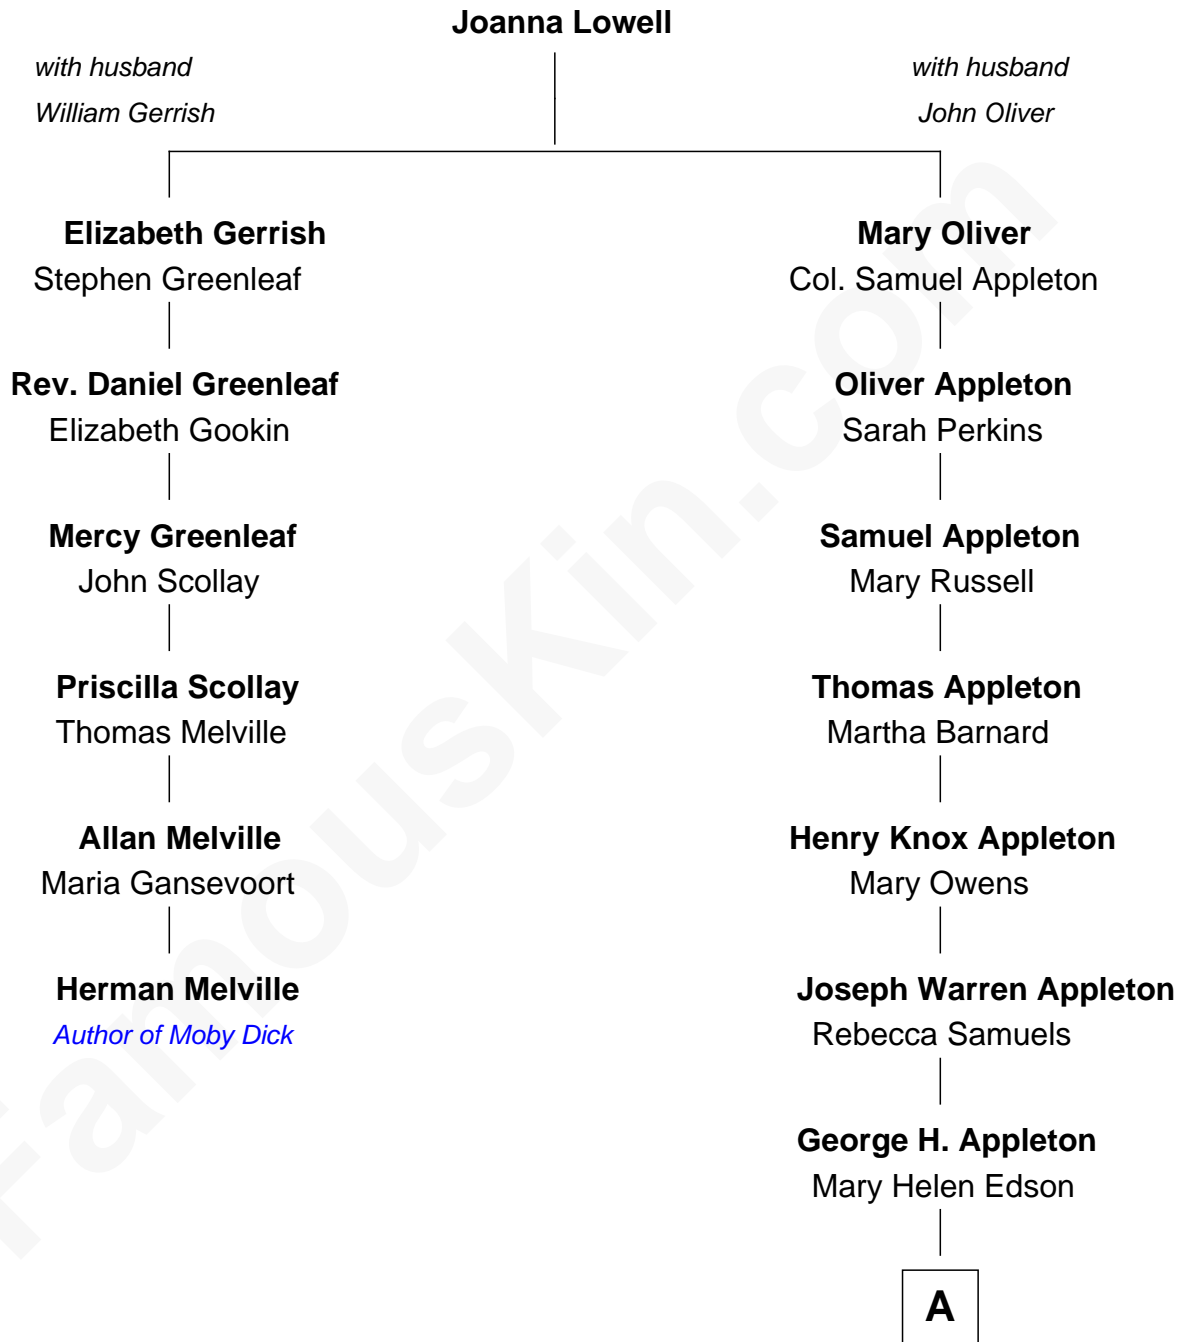 Joanna Lowell
with husband
William Gerrish
with husband
John Oliver
Elizabeth Gerrish
Stephen Greenleaf
Rev. Daniel Greenleaf
Elizabeth Gookin
Mercy Greenleaf
John Scollay
Priscilla Scollay
Thomas Melville
Allan Melville
Maria Gansevoort
Herman Melville
Author of Moby Dick
Mary Oliver
Col. Samuel Appleton
Oliver Appleton
Sarah Perkins
Samuel Appleton
Mary Russell
Thomas Appleton
Martha Barnard
Henry Knox Appleton
Mary Owens
Joseph Warren Appleton
Rebecca Samuels
George H. Appleton
Mary Helen Edson
A
FamousKin.com